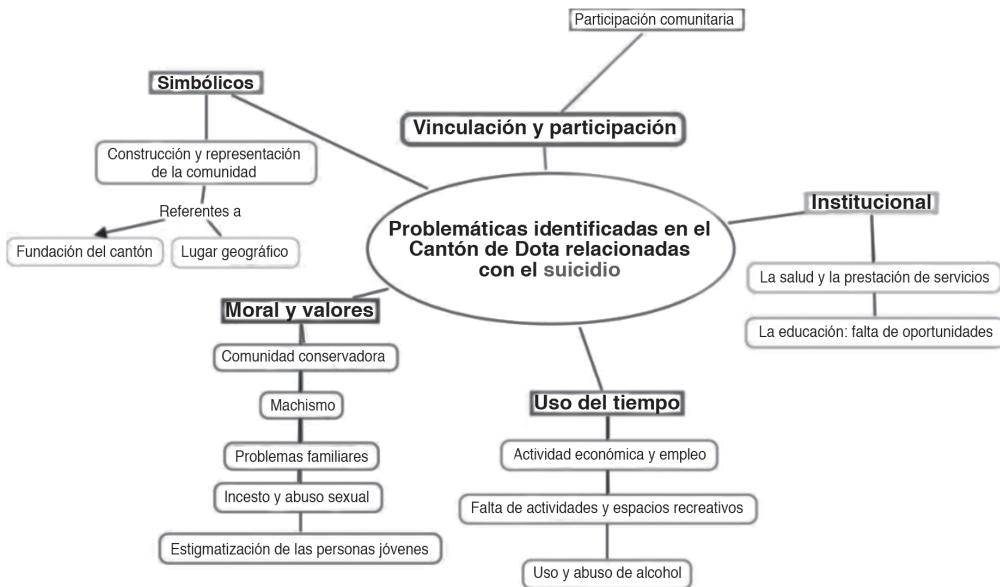 Participación comunitaria
Simbólicos
Vinculación y participación
Construcción y representación
de la comunidad
Referentes a
Fundación del cantón
Lugar geográfico
Problemáticas identificadas en el
Cantón de Dota relacionadas
con el suicidio
Institucional
La salud y la prestación de servicios
La educación: falta de oportunidades
Moral y valores
Comunidad conservadora
Machismo
Problemas familiares
Incesto y abuso sexual
Estigmatización de las personas jóvenes
Uso del tiempo
Actividad económica y empleo
Falta de actividades y espacios recreativos
Uso y abuso de alcohol